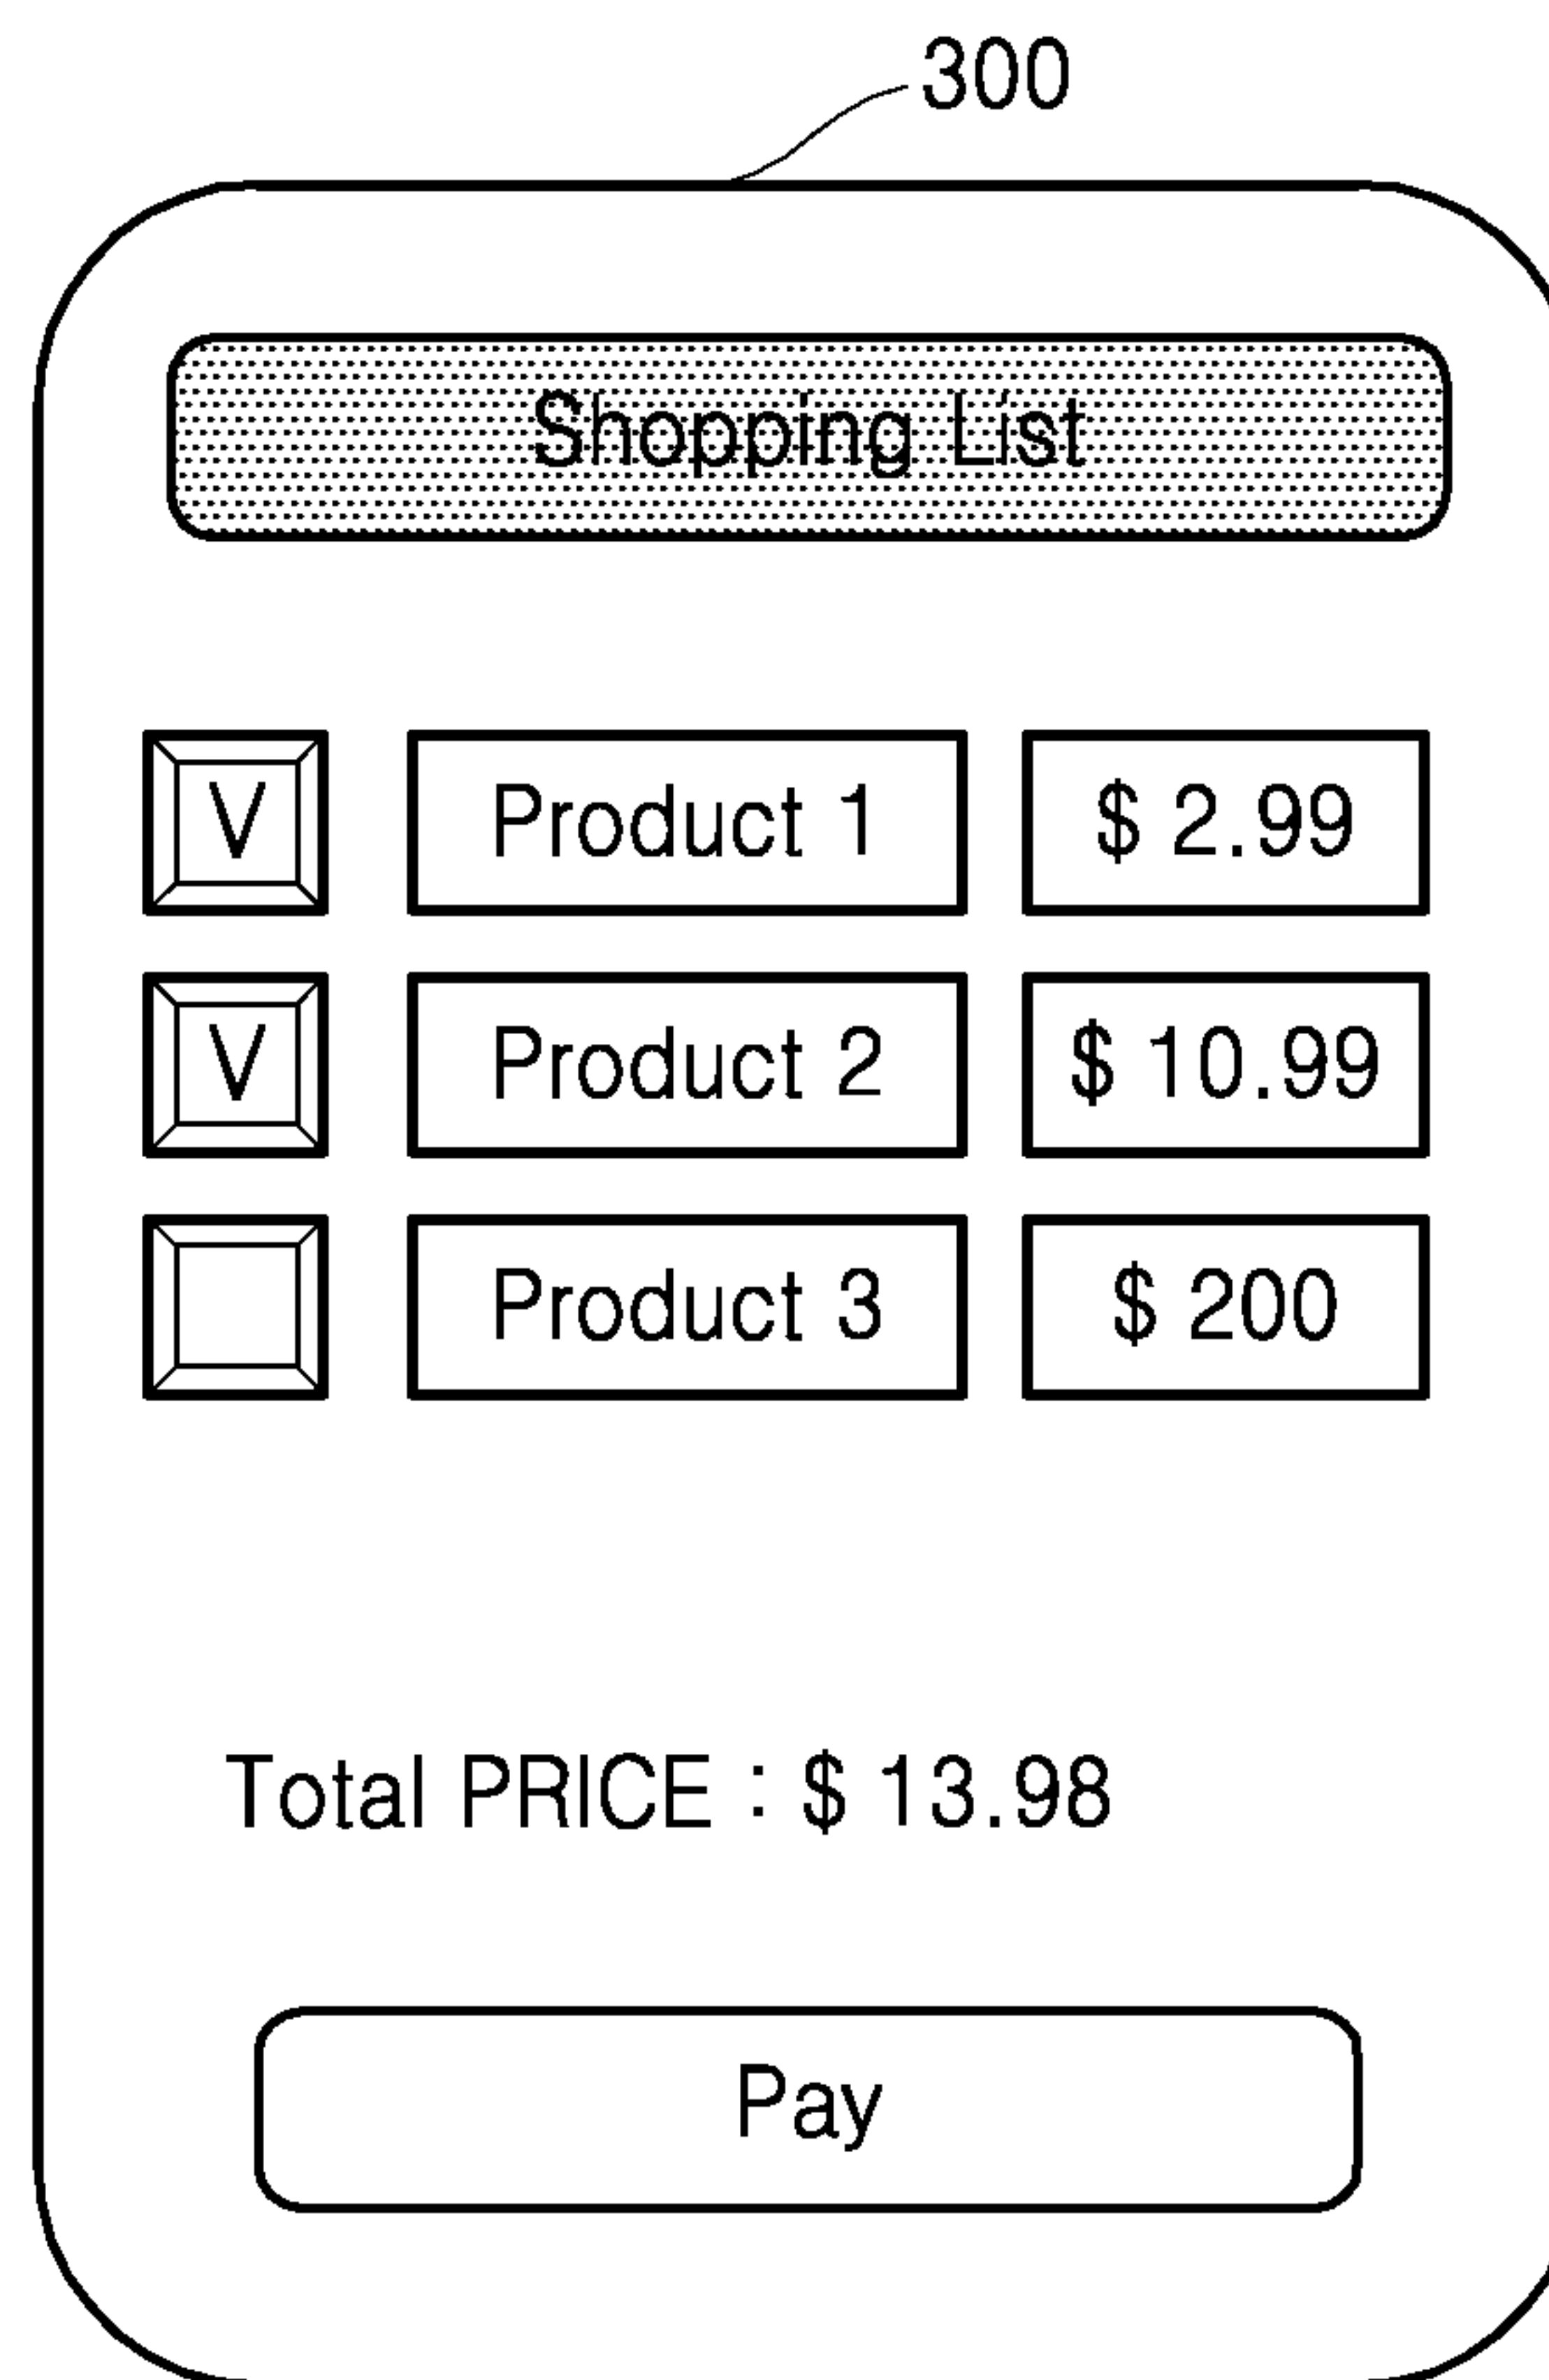 300
Shopping List
V Product 1 $ 2.99
V Product 2 $ 10.99
Product 3 $ 200
Total PRICE : $ 13.98
Pay